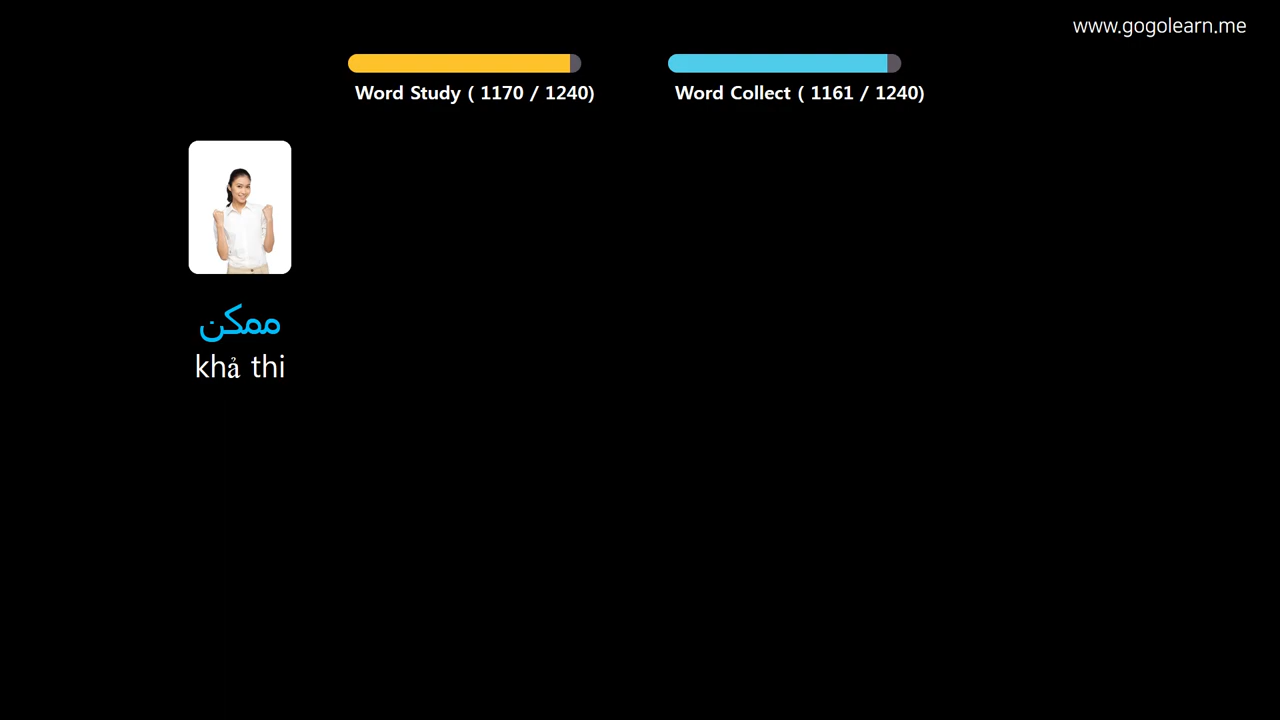 www.gogolearn.me
Word Study ( 1170 / 1240)
Word Collect ( 1161 / 1240)
ممکن
khả thi